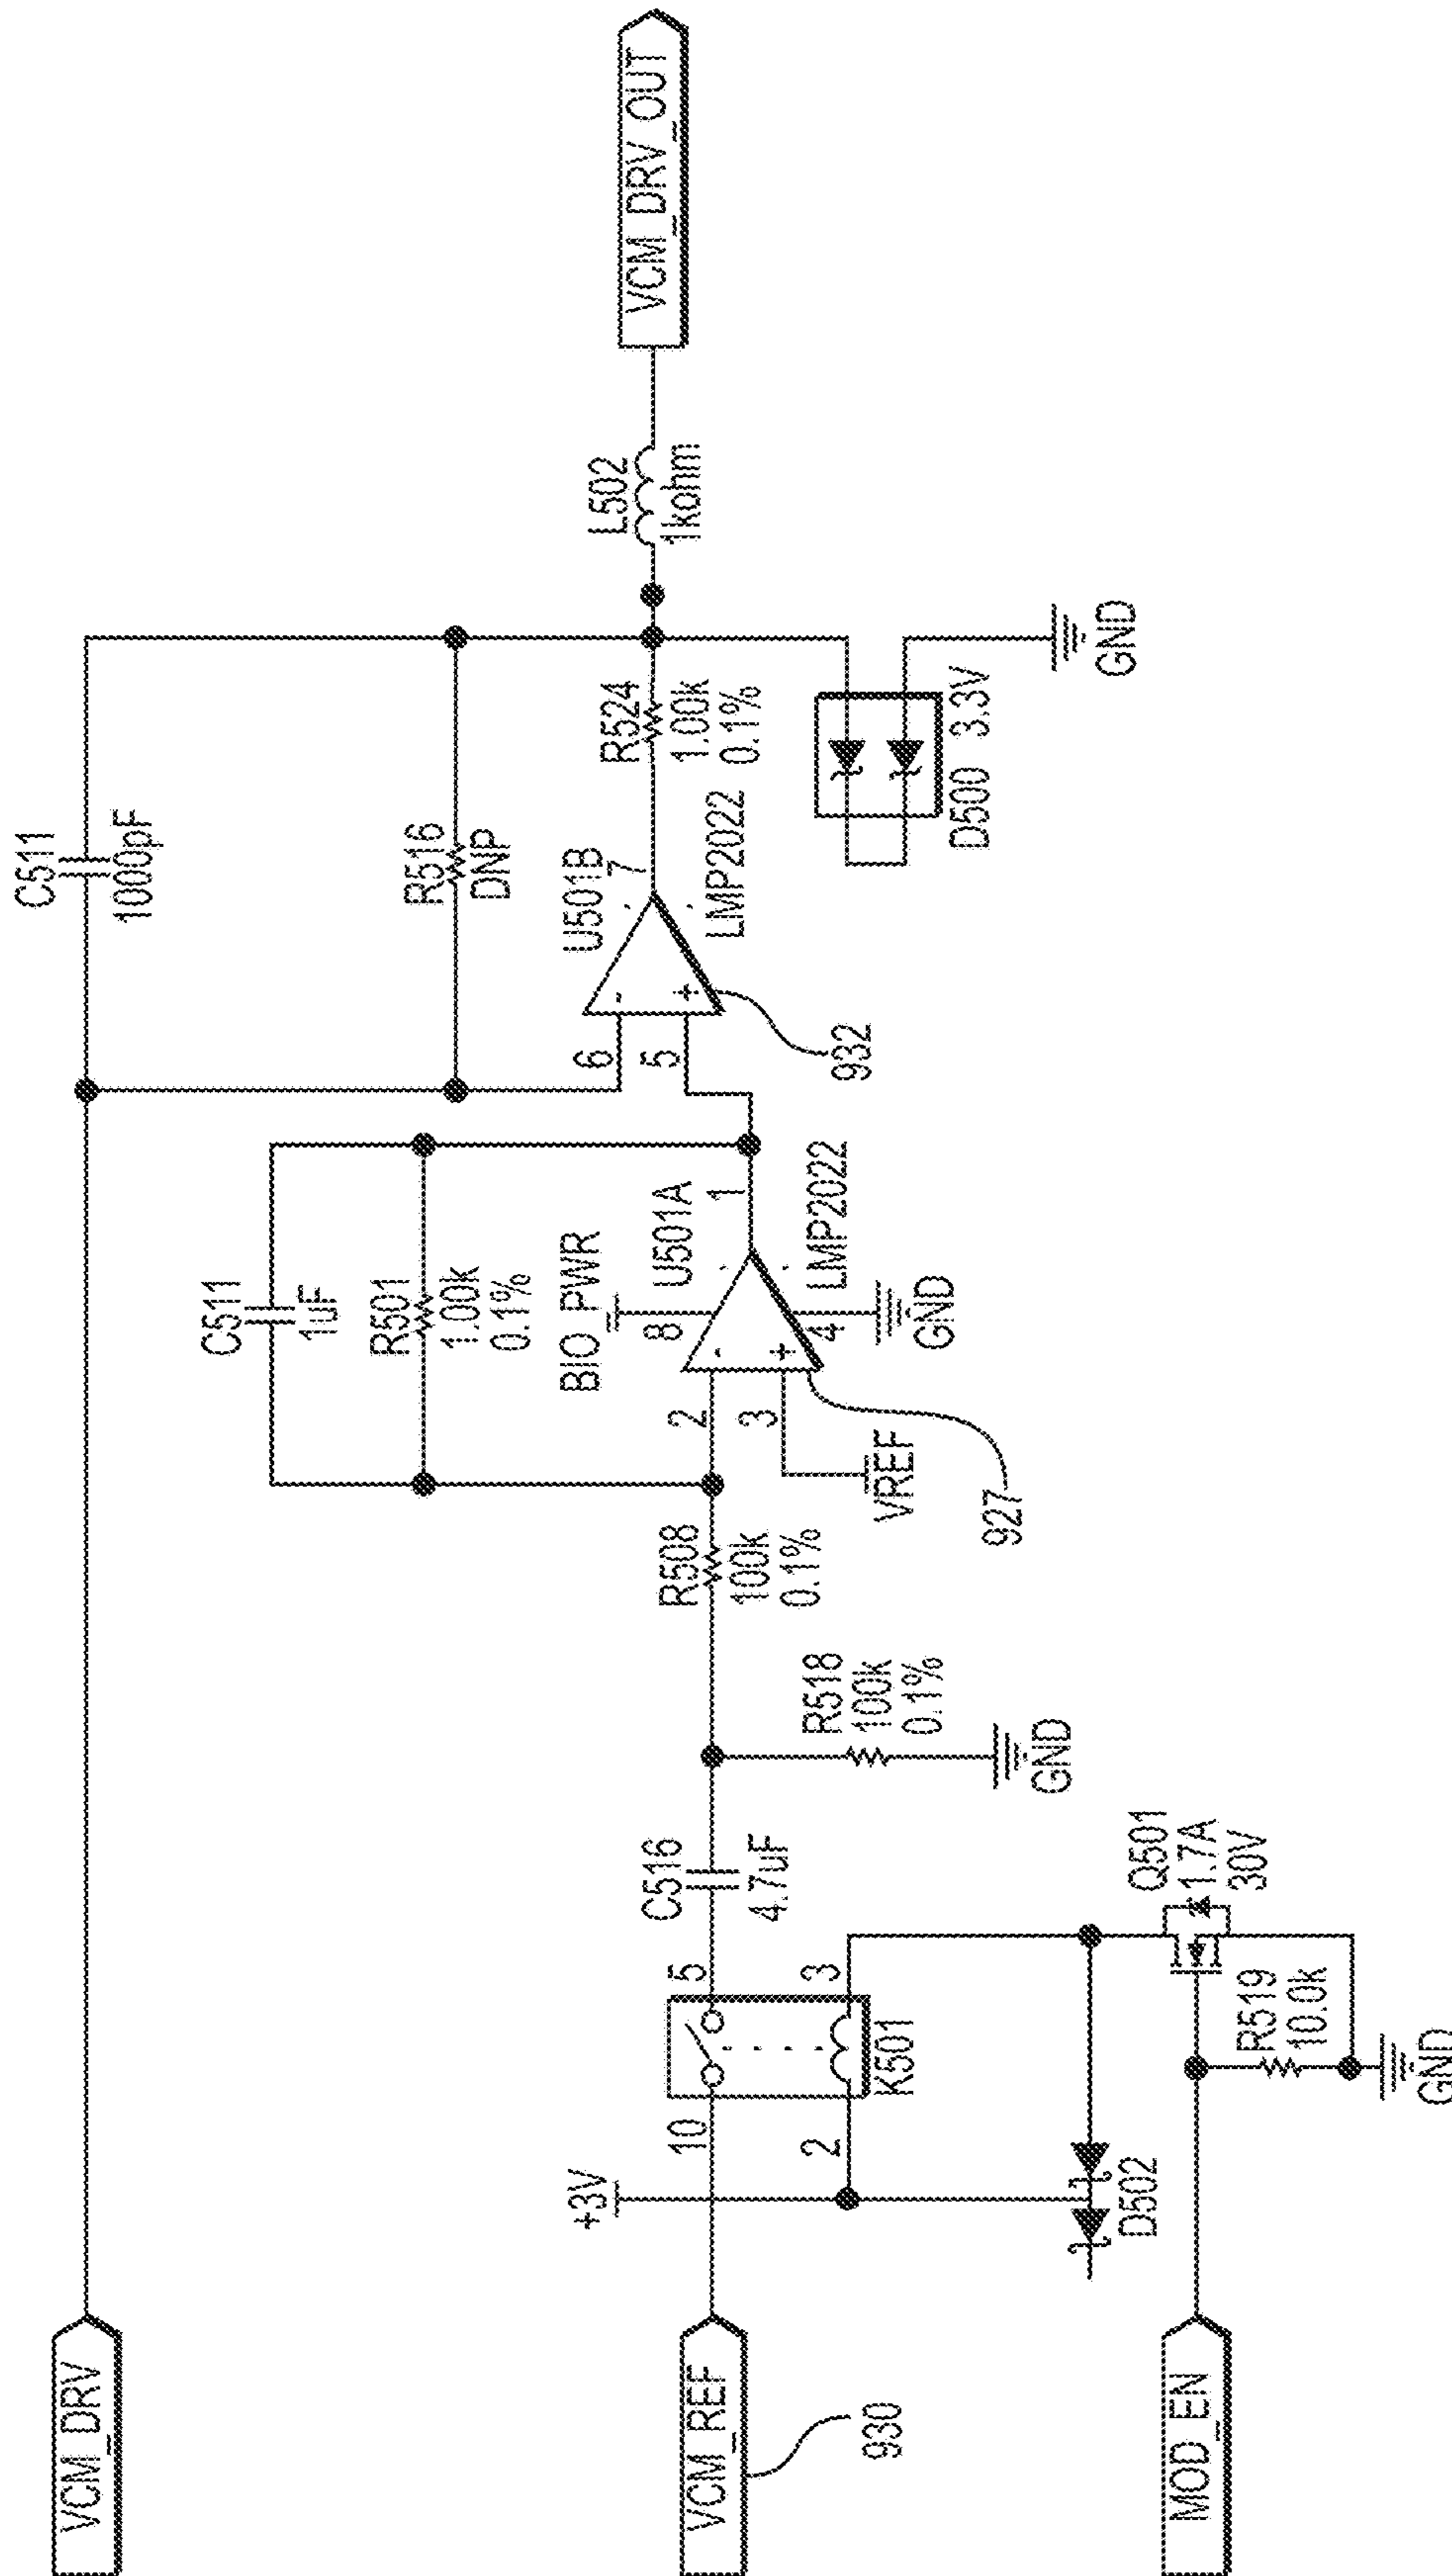 VCM_DRV
C511
1000pF
R516
DNP
C511
1uF
R501
1.00k
0.1%
BIO PWR
8
U501A
1
2
3
4
LMP2022
GND
VREF
927
6
5
U501B
7
LMP2022
932
R524
1.00k
0.1%
L502
1kohm
VCM_DRV_OUT
D500 3.3V
GND
VCM_REF
930
+3V
10
5
2
3
K501
C516
4.7uF
R518
100k
0.1%
GND
R508
100k
0.1%
D502
MOD_EN
Q501
1.7A
30V
R519
10.0k
GND